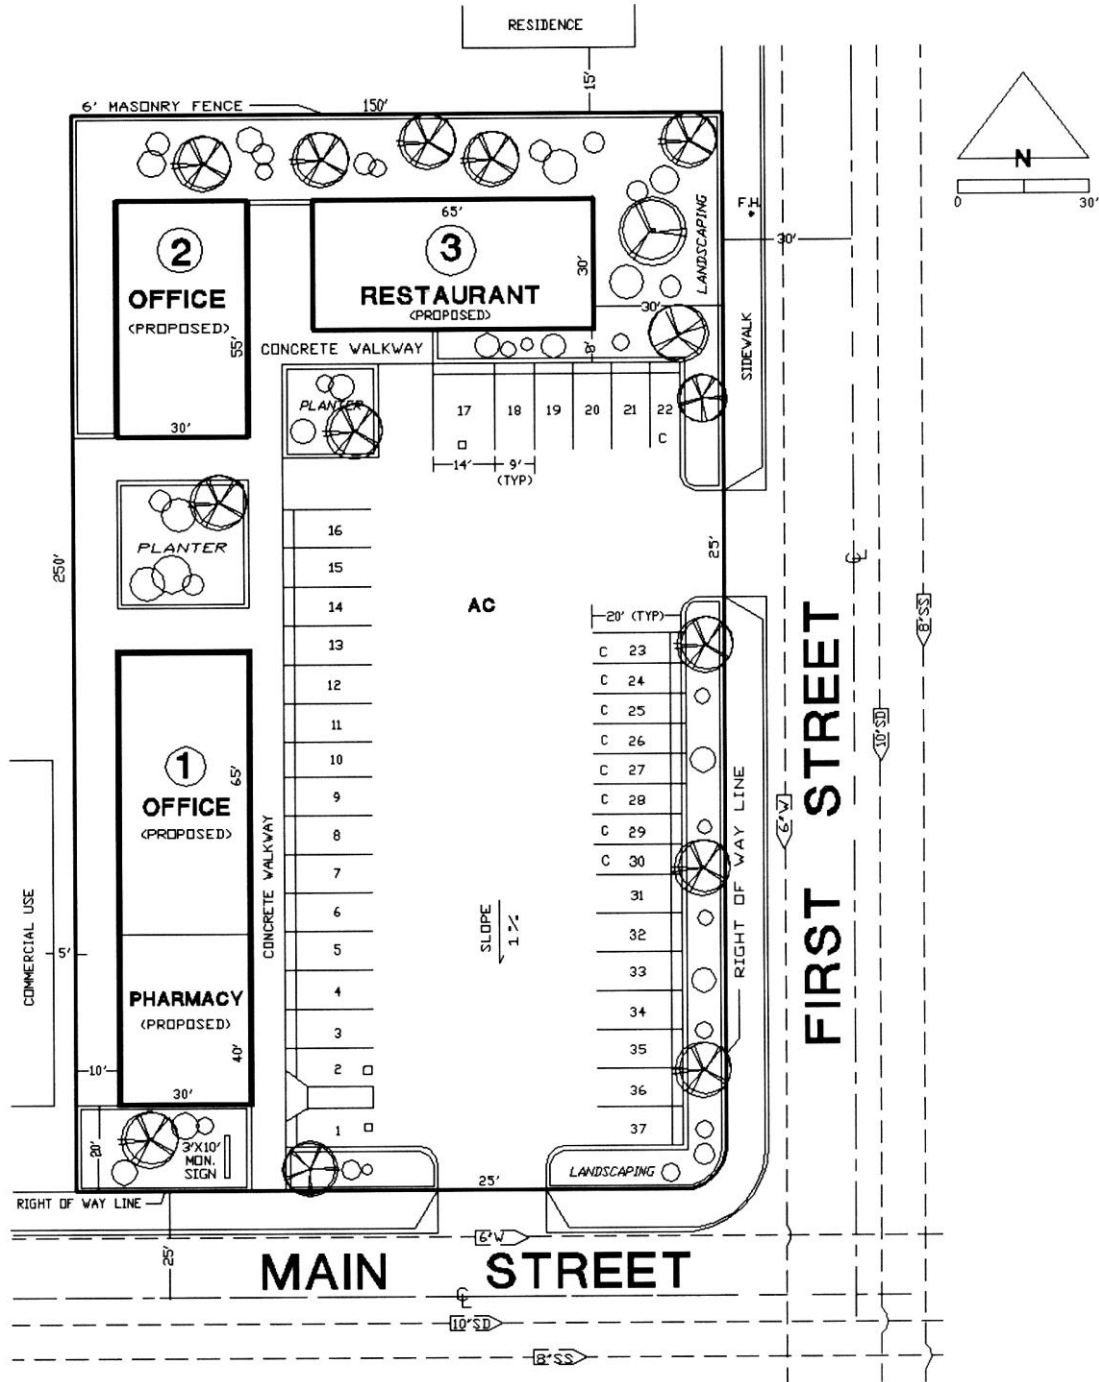 RESIDENCE
15'
6' MASONRY FENCE
150'
N
0
30'
F.H.
30'
LANDSCAPING
2
OFFICE
(PROPOSED)
55'
30'
65'
3
RESTAURANT
(PROPOSED)
30'
30'
8'
CONCRETE WALKWAY
SIDEWALK
PLANTER
17
18
19
20
21
22
C
14'
9'
(TYP)
PLANTER
250'
16
15
14
13
12
11
10
9
8
7
6
5
4
3
2
1
AC
25'
20' (TYP)
C 23
C 24
C 25
C 26
C 27
C 28
C 29
C 30
31
32
33
34
35
36
37
1
OFFICE
(PROPOSED)
65'
CONCRETE WALKWAY
COMMERCIAL USE
5'
PHARMACY
(PROPOSED)
40'
10'
30'
20'
3'X10'
MON.
SIGN
SLOPE
1%
RIGHT OF WAY LINE
FIRST STREET
CL
6"W
10"SD
8"SS
LANDSCAPING
25'
RIGHT OF WAY LINE
25'
6"W
MAIN STREET
CL
10"SD
8"SS